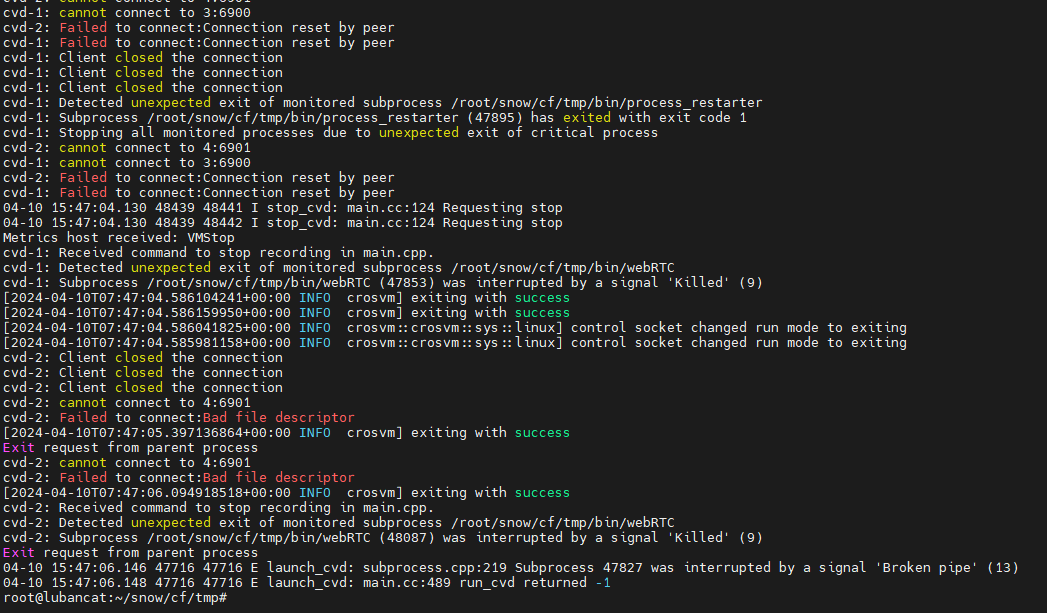 cvd-2: cannot connect to 4:6901
cvd-1: cannot connect to 3:6900
cvd-2: Failed to connect:Connection reset by peer
cvd-1: Failed to connect:Connection reset by peer
cvd-1: Client closed the connection
cvd-1: Client closed the connection
cvd-1: Client closed the connection
cvd-1: Detected unexpected exit of monitored subprocess /root/snow/cf/tmp/bin/process_restarter
cvd-1: Subprocess /root/snow/cf/tmp/bin/process_restarter (47895) has exited with exit code 1
cvd-1: Stopping all monitored processes due to unexpected exit of critical process
cvd-2: cannot connect to 4:6901
cvd-1: cannot connect to 3:6900
cvd-2: Failed to connect:Connection reset by peer
cvd-1: Failed to connect:Connection reset by peer
04-10 15:47:04.130 48439 48441 I stop_cvd: main.cc:124 Requesting stop
04-10 15:47:04.130 48439 48442 I stop_cvd: main.cc:124 Requesting stop
Metrics host received: VMStop
cvd-1: Received command to stop recording in main.cpp.
cvd-1: Detected unexpected exit of monitored subprocess /root/snow/cf/tmp/bin/webRTC
cvd-1: Subprocess /root/snow/cf/tmp/bin/webRTC (47853) was interrupted by a signal 'Killed' (9)
[2024-04-10T07:47:04.586104241+00:00 INFO  crosvm] exiting with success
[2024-04-10T07:47:04.586159950+00:00 INFO  crosvm] exiting with success
[2024-04-10T07:47:04.586041825+00:00 INFO  crosvm::crosvm::sys::linux] control socket changed run mode to exiting
[2024-04-10T07:47:04.585981158+00:00 INFO  crosvm::crosvm::sys::linux] control socket changed run mode to exiting
cvd-2: Client closed the connection
cvd-2: Client closed the connection
cvd-2: Client closed the connection
cvd-2: cannot connect to 4:6901
cvd-2: Failed to connect:Bad file descriptor
[2024-04-10T07:47:05.397136864+00:00 INFO  crosvm] exiting with success
Exit request from parent process
cvd-2: cannot connect to 4:6901
cvd-2: Failed to connect:Bad file descriptor
[2024-04-10T07:47:06.094918518+00:00 INFO  crosvm] exiting with success
cvd-2: Received command to stop recording in main.cpp.
cvd-2: Detected unexpected exit of monitored subprocess /root/snow/cf/tmp/bin/webRTC
cvd-2: Subprocess /root/snow/cf/tmp/bin/webRTC (48087) was interrupted by a signal 'Killed' (9)
Exit request from parent process
04-10 15:47:06.146 47716 47716 E launch_cvd: subprocess.cpp:219 Subprocess 47827 was interrupted by a signal 'Broken pipe' (13)
04-10 15:47:06.148 47716 47716 E launch_cvd: main.cc:489 run_cvd returned -1
root@lubancat:~/snow/cf/tmp#